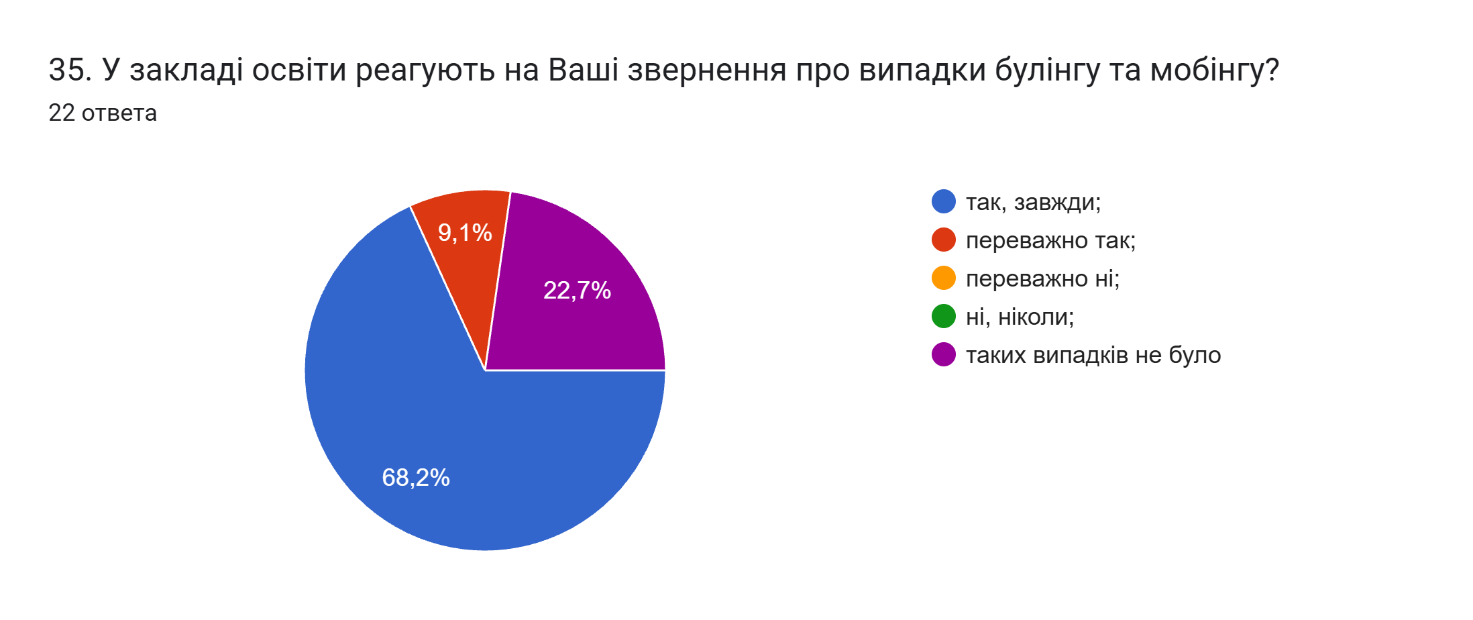 35. У закладі освіти реагують на Ваші звернення про випадки булінгу та мобінгу?
22 ответа
9,1%
22,7%
68,2%
так, завжди;
переважно так;
переважно ні;
ні, ніколи;
таких випадків не було